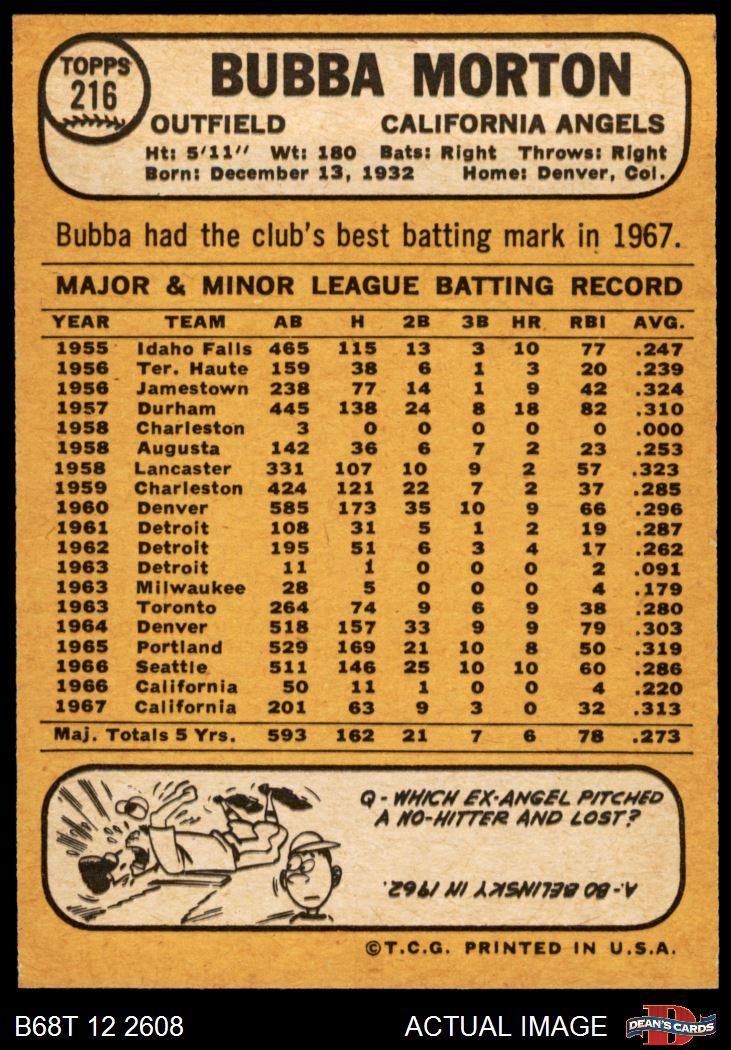 TOPPS
216
BUBBA MORTON
OUTFIELD CALIFORNIA ANGELS
Ht: 5'11" Wt: 180 Bats: Right Throws: Right
Born: December 13, 1932 Home: Denver, Col.
Bubba had the club's best batting mark in 1967.
MAJOR & MINOR LEAGUE BATTING RECORD
YEAR TEAM AB H 2B 3B HR RBI AVG.
1955 Idaho Falls 465 115 13 3 10 77 .247
1956 Ter. Haute 159 38 6 1 3 20 .239
1956 Jamestown 238 77 14 1 9 42 .324
1957 Durham 445 138 24 8 18 82 .310
1958 Charleston 3 0 0 0 0 0 .000
1958 Augusta 142 36 6 7 2 23 .253
1958 Lancaster 331 107 10 9 2 57 .323
1959 Charleston 424 121 22 7 2 37 .285
1960 Denver 585 173 35 10 9 66 .296
1961 Detroit 108 31 5 1 2 19 .287
1962 Detroit 195 51 6 3 4 17 .262
1963 Detroit 11 1 0 0 0 2 .091
1963 Milwaukee 28 5 0 0 0 4 .179
1963 Toronto 264 74 9 6 9 38 .280
1964 Denver 518 157 33 9 9 79 .303
1965 Portland 529 169 21 10 8 50 .319
1966 Seattle 511 146 25 10 10 60 .286
1966 California 50 11 1 0 0 4 .220
1967 California 201 63 9 3 0 32 .313
Maj. Totals 5 Yrs. 593 162 21 7 6 78 .273
Q - WHICH EX-ANGEL PITCHED
A NO-HITTER AND LOST?
A. BO BELINSKY IN 1962.
©T.C.G. PRINTED IN U.S.A.
B68T 12 2608 ACTUAL IMAGE DEAN'S CARDS